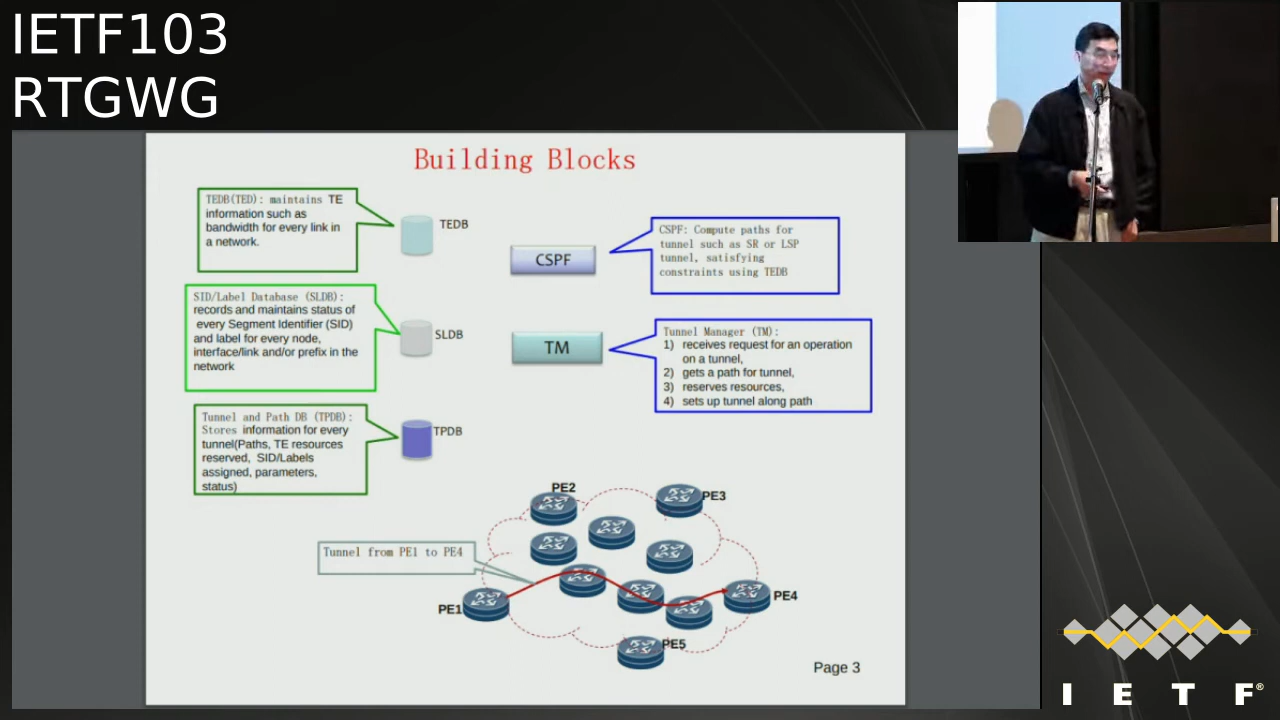 IETF103
RTGWG
Building Blocks
TEDB(TED): maintains TE
information such as
bandwidth for every link in
a network.
TEDB
CSPF
CSPF: Compute paths for
tunnel such as SR or LSP
tunnel, satisfying
constraints using TEDB
SID/Label Database (SLDB):
records and maintains status of
every Segment Identifier (SID)
and label for every node,
interface/link and/or prefix in the
network
SLDB
TM
Tunnel Manager (TM):
1) receives request for an operation
on a tunnel,
2) gets a path for tunnel,
3) reserves resources,
4) sets up tunnel along path
Tunnel and Path DB (TPDB):
Stores information for every
tunnel(Paths, TE resources
reserved, SID/Labels
assigned, parameters,
status)
TPDB
PE2
PE3
Tunnel from PE1 to PE4
PE1
PE4
PE5
Page 3
I E T F®